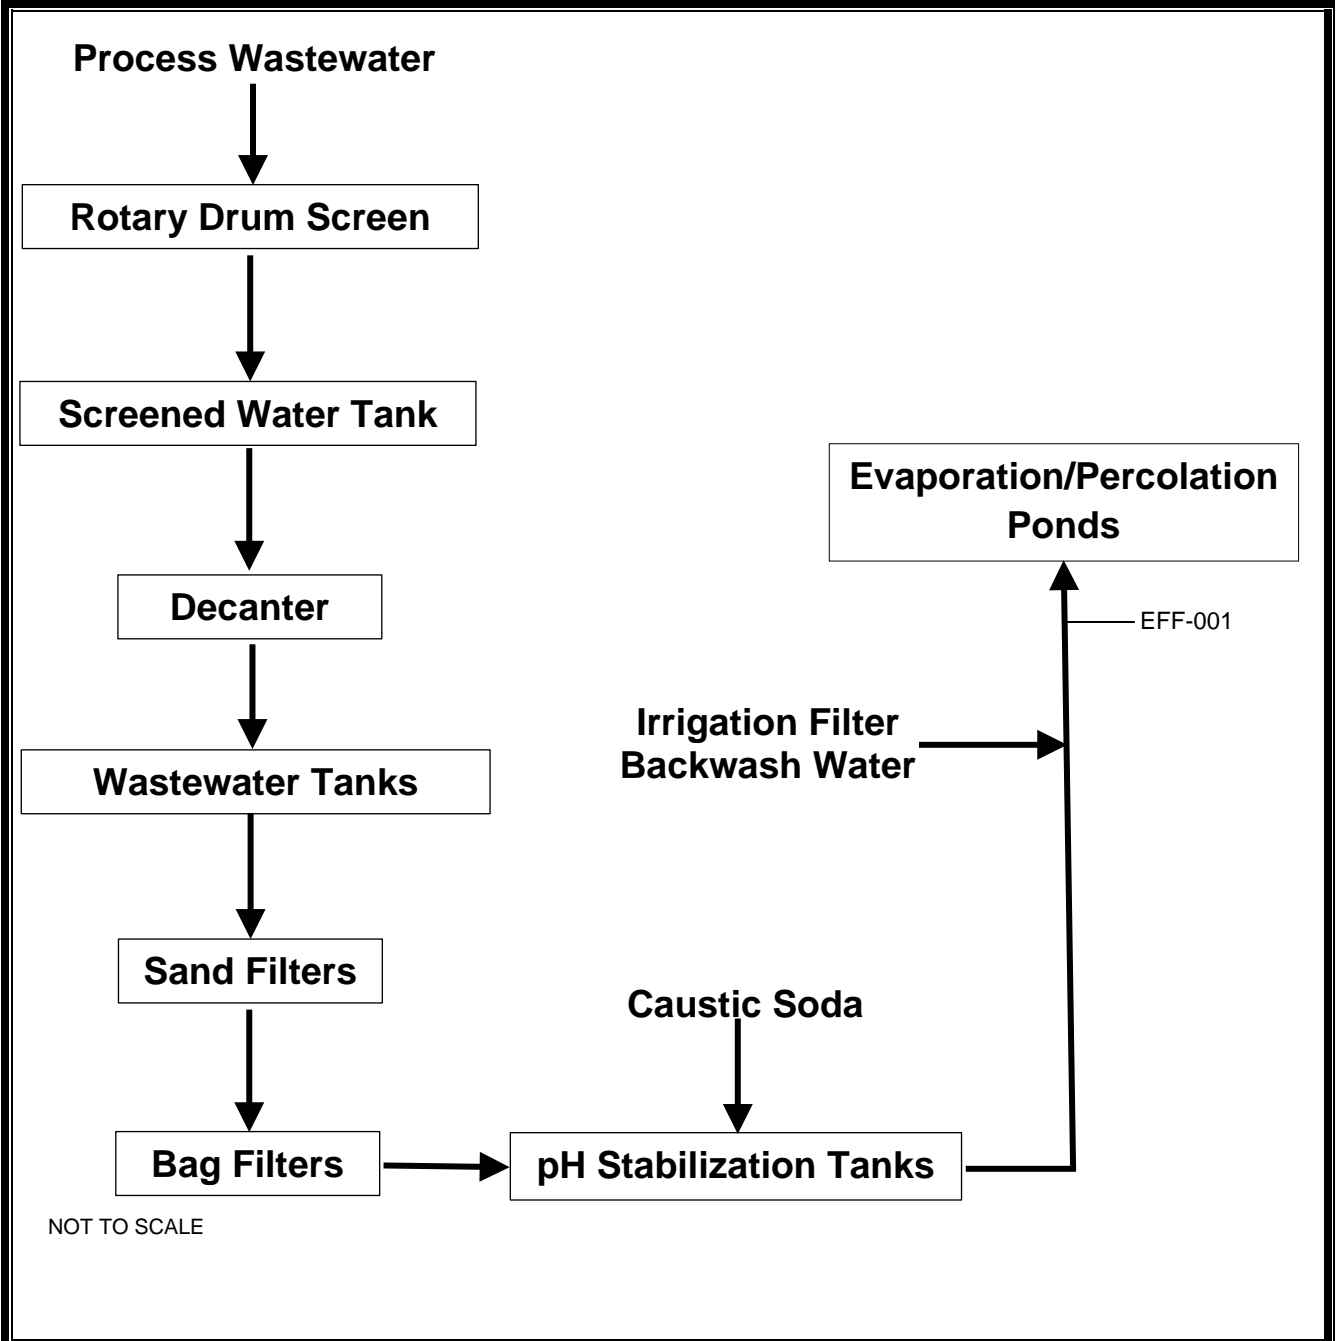 Process Wastewater
Rotary Drum Screen
Screened Water Tank
Decanter
Wastewater Tanks
Sand Filters
Bag Filters
Caustic Soda
pH Stabilization Tanks
Irrigation Filter
Backwash Water
EFF-001
Evaporation/Percolation
Ponds
NOT TO SCALE